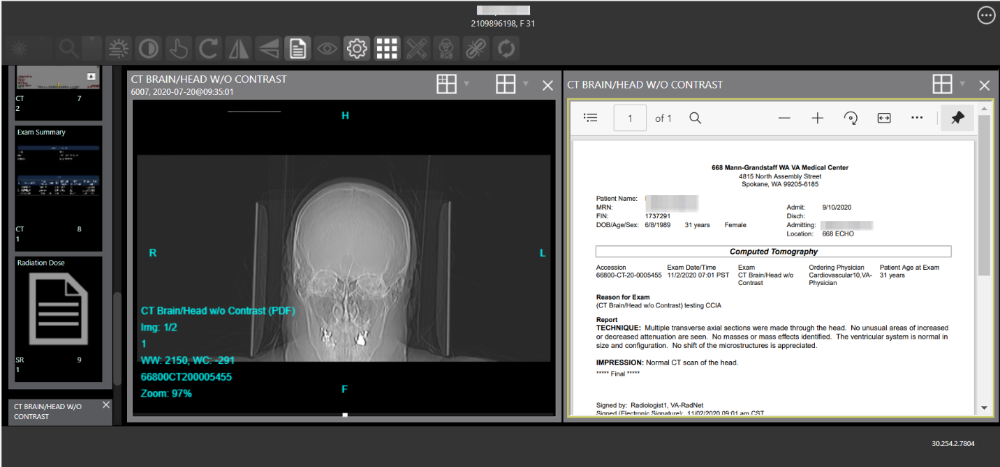 2109896198, F 31
RGB
CT 7
2
Exam Summary
CT 8
1
Radiation Dose
SR 9
1
CT BRAIN/HEAD W/O
CONTRAST
CT BRAIN/HEAD W/O CONTRAST
6007, 2020-07-20@09:35:01
H
R
L
CT Brain/Head w/o Contrast (PDF)
Img: 1/2
1
WW: 2150, WC: -291
66800CT200005455
Zoom: 97%
F
CT BRAIN/HEAD W/O CONTRAST
1 of 1
668 Mann-Grandstaff WA VA Medical Center
4815 North Assembly Street
Spokane, WA 99205-6185
Patient Name:
MRN: Admit: 9/10/2020
FIN: 1737291 Disch:
DOB/Age/Sex: 6/8/1989 31 years Female Admitting:
Location: 668 ECHO
Computed Tomography
Accession Exam Date/Time Exam Ordering Physician Patient Age at Exam
66800-CT-20-0005455 11/2/2020 07:01 PST CT Brain/Head w/o Cardiovascular10,VA- 31 years
Contrast Physician
Reason for Exam
(CT Brain/Head w/o Contrast) testing CCIA
Report
TECHNIQUE: Multiple transverse axial sections were made through the head. No unusual areas of increased
or decreased attenuation are seen. No masses or mass effects identified. The ventricular system is normal in
size and configuration. No shift of the microstructures is appreciated.
IMPRESSION: Normal CT scan of the head.
***** Final *****
Signed by: Radiologist1, VA-RadNet
Signed (Electronic Signature): 11/02/2020 09:01 am CST
30.254.2.7804